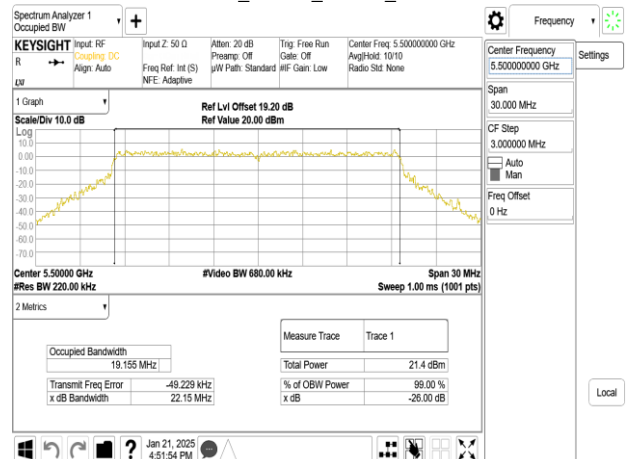 Spectrum Analyzer 1
Occupied BW
Frequency
KEYSIGHT
R
LXI
Input: RF
Coupling: DC
Align: Auto
Input Z: 50 Ω
Freq Ref: Int (S)
NFE: Adaptive
Atten: 20 dB
Preamp: Off
µW Path: Standard
Trig: Free Run
Gate: Off
#IF Gain: Low
Center Freq: 5.500000000 GHz
Avg|Hold: 10/10
Radio Std: None
Center Frequency
5.500000000 GHz
Settings
Span
30.000 MHz
CF Step
3.000000 MHz
Auto
Man
Freq Offset
0 Hz
Local
1 Graph
Scale/Div 10.0 dB
Ref Lvl Offset 19.20 dB
Ref Value 20.00 dBm
Log
10.0
0.00
-10.0
-20.0
-30.0
-40.0
-50.0
-60.0
-70.0
Center 5.50000 GHz
#Video BW 680.00 kHz
Span 30 MHz
#Res BW 220.00 kHz
Sweep 1.00 ms (1001 pts)
2 Metrics
Measure Trace Trace 1
Occupied Bandwidth
19.155 MHz
Total Power 21.4 dBm
Transmit Freq Error -49.229 kHz
% of OBW Power 99.00 %
x dB Bandwidth 22.15 MHz
x dB -26.00 dB
?
Jan 21, 2025
4:51:54 PM